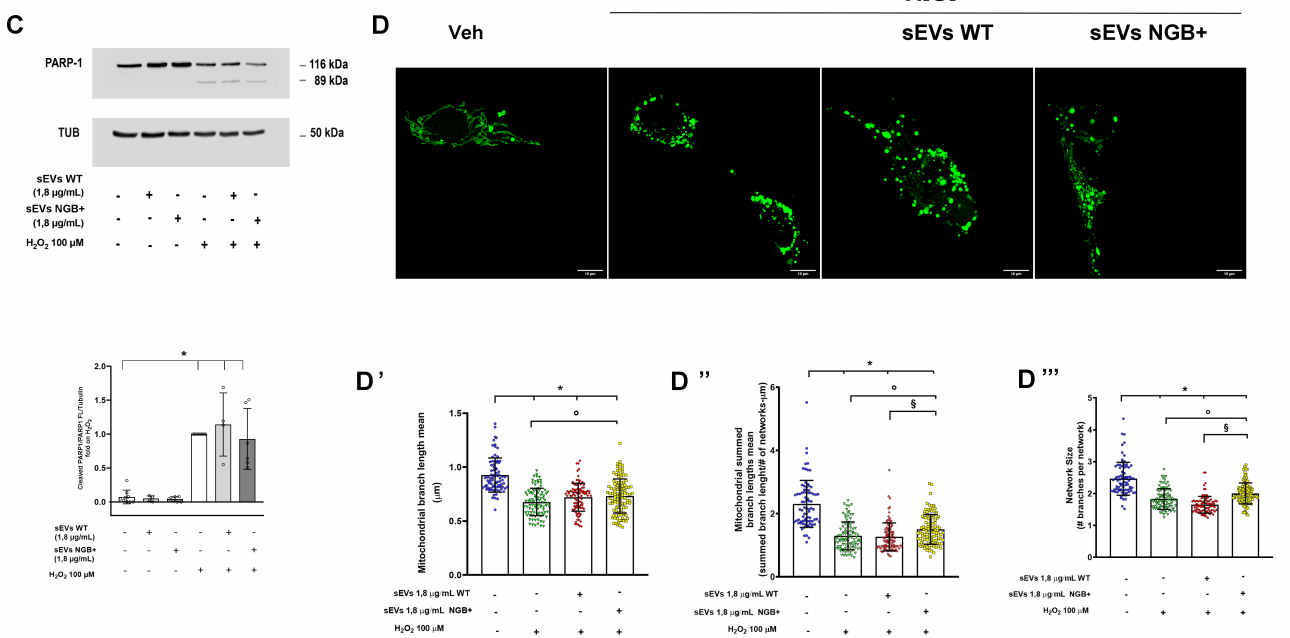 C
PARP-1
– 116 kDa
– 89 kDa
TUB
– 50 kDa
sEVs WT
(1,8 µg/mL)
- + - - + -
sEVs NGB+
(1,8 µg/mL)
- - + - - +
H2O2 100 µM
- - - + + +
Cleaved PARP1/PARP1 FL/Tubulin
fold on H2O2
2.0
1.5
1.0
0.5
0.0
*
sEVs WT
(1,8 µg/mL)
- + - - + -
sEVs NGB+
(1,8 µg/mL)
- - + - - +
H2O2 100 µM
- - - + + +
D
Veh
sEVs WT
sEVs NGB+
10 µm
10 µm
10 µm
10 µm
D'
Mitochondrial branch length mean
(µm)
1.5
1.0
0.5
0.0
*
°
sEVs 1,8 µg/mL WT
- - + -
sEVs 1,8 µg/mL NGB+
- - - +
H2O2 100 µM
- + + +
D''
Mitochondrial summed
branch lengths mean
(summed branch lenght/# of networks-µm)
6
4
2
0
*
°
§
sEVs 1,8 µg/mL WT
- - + -
sEVs 1,8 µg/mL NGB+
- - - +
H2O2 100 µM
- + + +
D'''
Network Size
(# branches per network)
5
4
3
2
1
0
*
°
§
sEVs 1,8 µg/mL WT
- - + -
sEVs 1,8 µg/mL NGB+
- - - +
H2O2 100 µM
- + + +